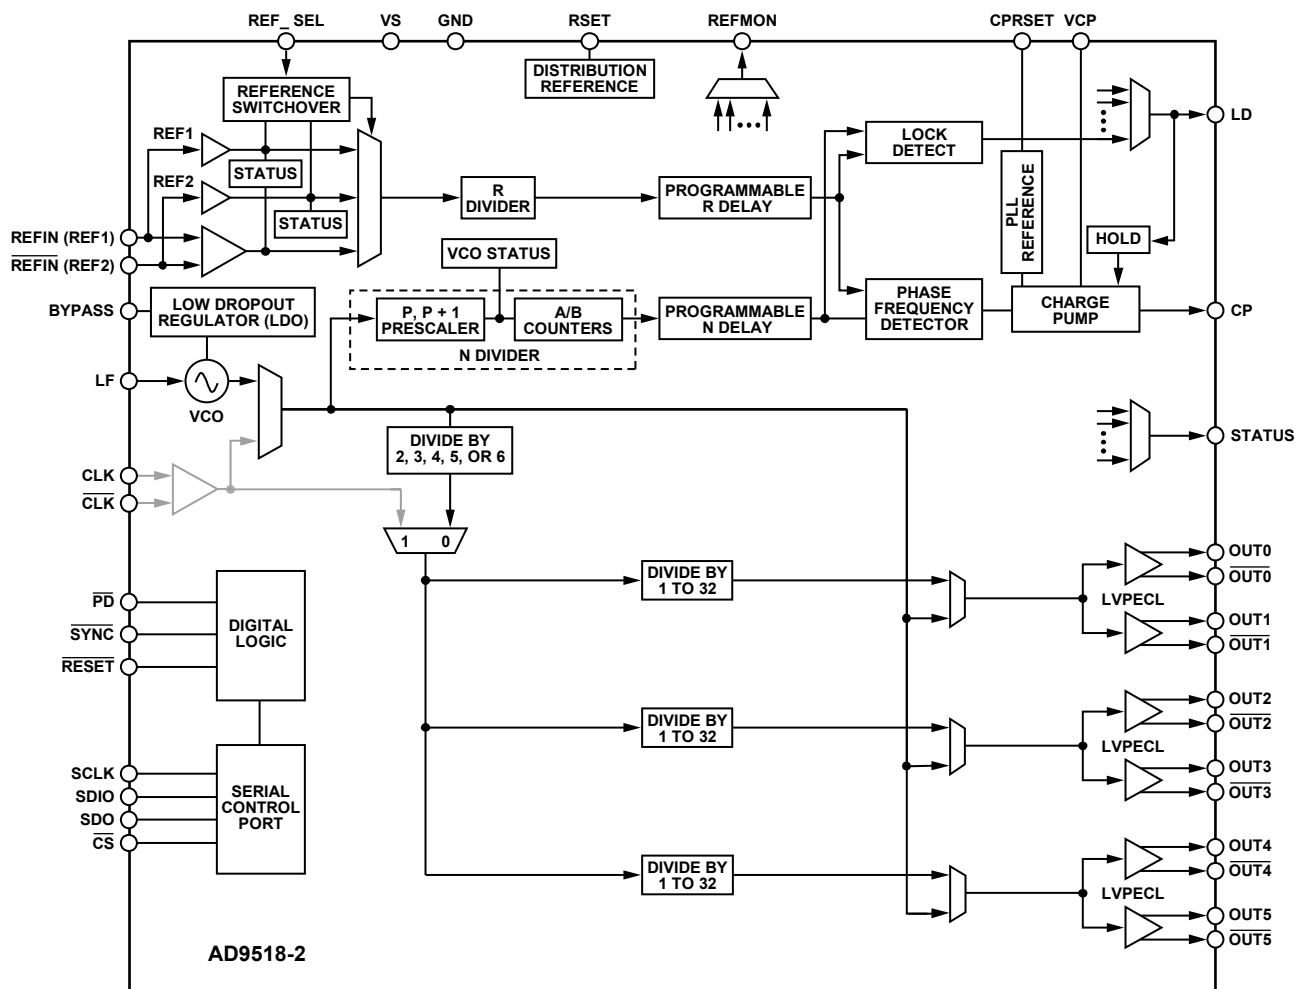 REF_ SEL
VS
GND
RSET
REFMON
CPRSET
VCP
DISTRIBUTION
REFERENCE
REFERENCE
SWITCHOVER
LD
REF1
STATUS
LOCK
DETECT
REF2
STATUS
R
DIVIDER
PROGRAMMABLE
R DELAY
PLL
REFERENCE
REFIN (REF1)
REFIN (REF2)
HOLD
VCO STATUS
BYPASS
LOW DROPOUT
REGULATOR (LDO)
P, P + 1
PRESCALER
A/B
COUNTERS
N DIVIDER
PROGRAMMABLE
N DELAY
PHASE
FREQUENCY
DETECTOR
CHARGE
PUMP
CP
LF
VCO
DIVIDE BY
2, 3, 4, 5, OR 6
STATUS
CLK
CLK
1 0
PD
SYNC
RESET
DIGITAL
LOGIC
DIVIDE BY
1 TO 32
LVPECL
OUT0
OUT0
OUT1
OUT1
DIVIDE BY
1 TO 32
LVPECL
OUT2
OUT2
OUT3
OUT3
SCLK
SDIO
SDO
CS
SERIAL
CONTROL
PORT
DIVIDE BY
1 TO 32
LVPECL
OUT4
OUT4
OUT5
OUT5
AD9518-2